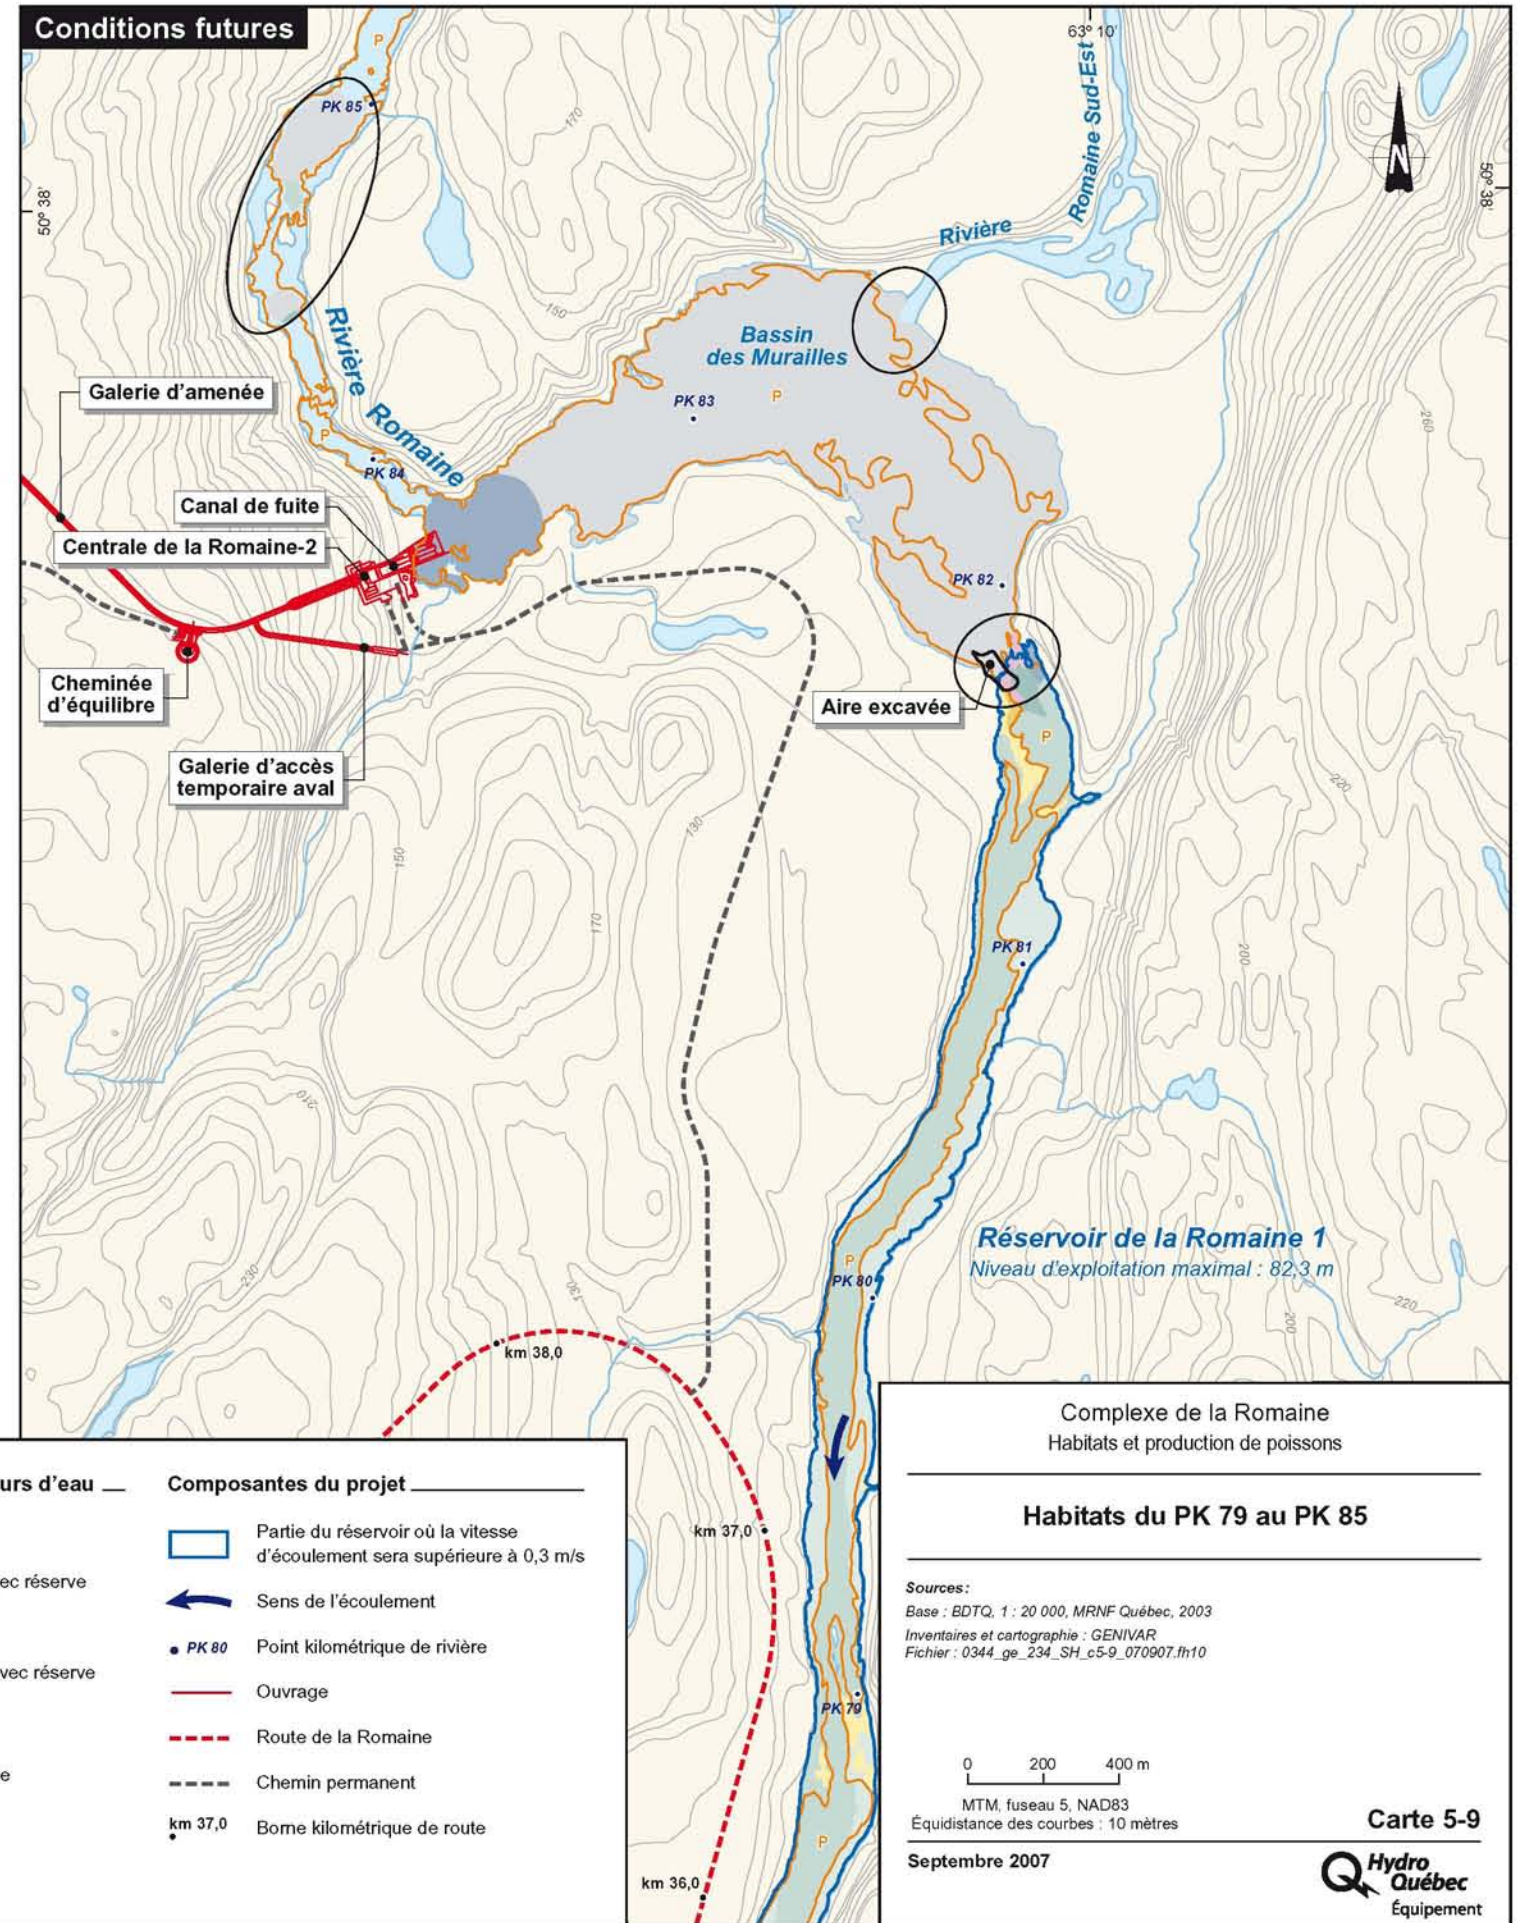 Conditions futures
63° 10'
50° 38'
50° 38'
N
P
PK 85
170
Romaine Sud-Est
Rivière
150
Bassin
des Murailles
Rivière Romaine
Galerie d'amenée
PK 83
P
P
PK 84
260
Canal de fuite
Centrale de la Romaine-2
PK 82
Cheminée
d'équilibre
Aire excavée
P
Galerie d'accès
temporaire aval
220
130
150
170
PK 81
200
210
Réservoir de la Romaine 1
Niveau d'exploitation maximal : 82,3 m
P
PK 80
230
130
220
200
km 38,0
km 37,0
PK 79
P
km 36,0
urs d'eau
ec réserve
vec réserve
e
Composantes du projet
Partie du réservoir où la vitesse
d'écoulement sera supérieure à 0,3 m/s
Sens de l'écoulement
PK 80 Point kilométrique de rivière
Ouvrage
Route de la Romaine
Chemin permanent
km 37,0 Borne kilométrique de route
Complexe de la Romaine
Habitats et production de poissons
Habitats du PK 79 au PK 85
Sources :
Base : BDTQ, 1 : 20 000, MRNF Québec, 2003
Inventaires et cartographie : GENIVAR
Fichier : 0344_ge_234_SH_c5-9_070907.fh10
0 200 400 m
MTM, fuseau 5, NAD83
Équidistance des courbes : 10 mètres
Carte 5-9
Septembre 2007
Hydro
Québec
Équipement